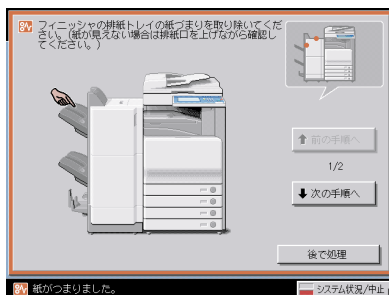 フィニッシャの排紙トレイの紙づまりを取り除いてくだ
さい。(紙が見えない場合は排紙口を上げながら確認し
てください。)
前の手順へ
1/2
次の手順へ
後で処理
紙がつまりました。
システム状況/中止